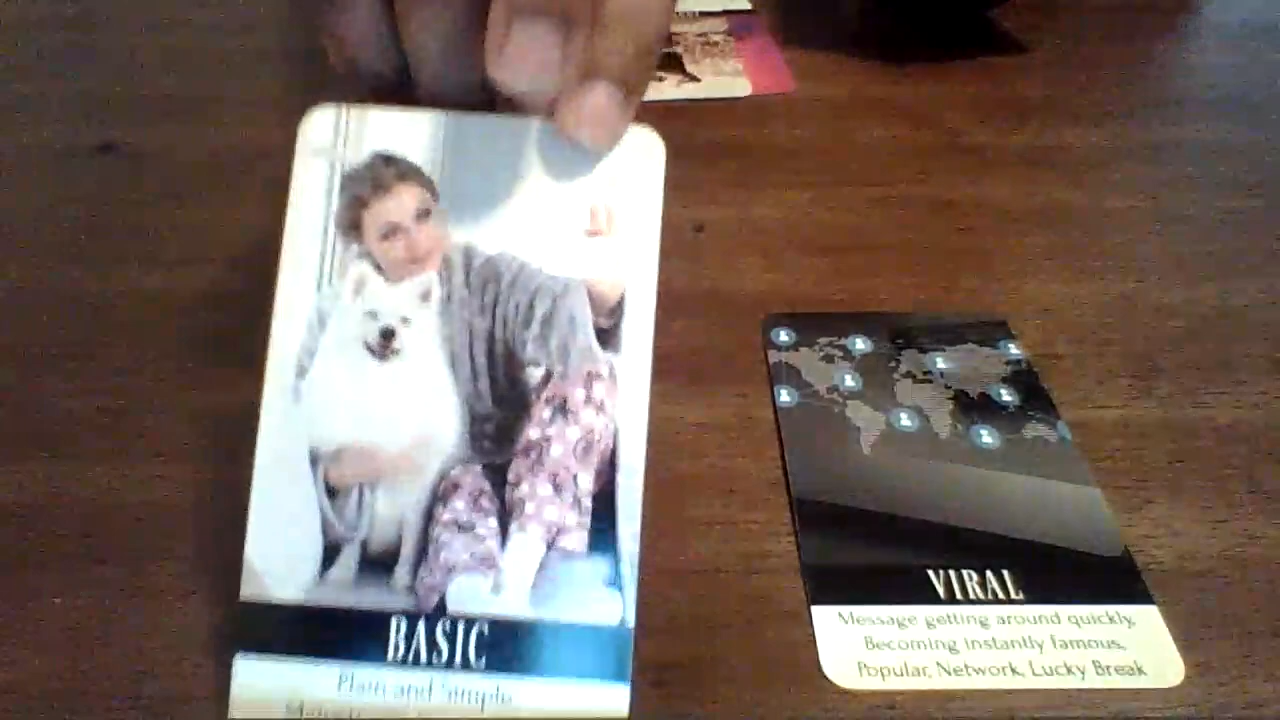 BASIC
Plain and Simple
VIRAL
Message getting around quickly,
Becoming instantly famous,
Popular, Network, Lucky Break